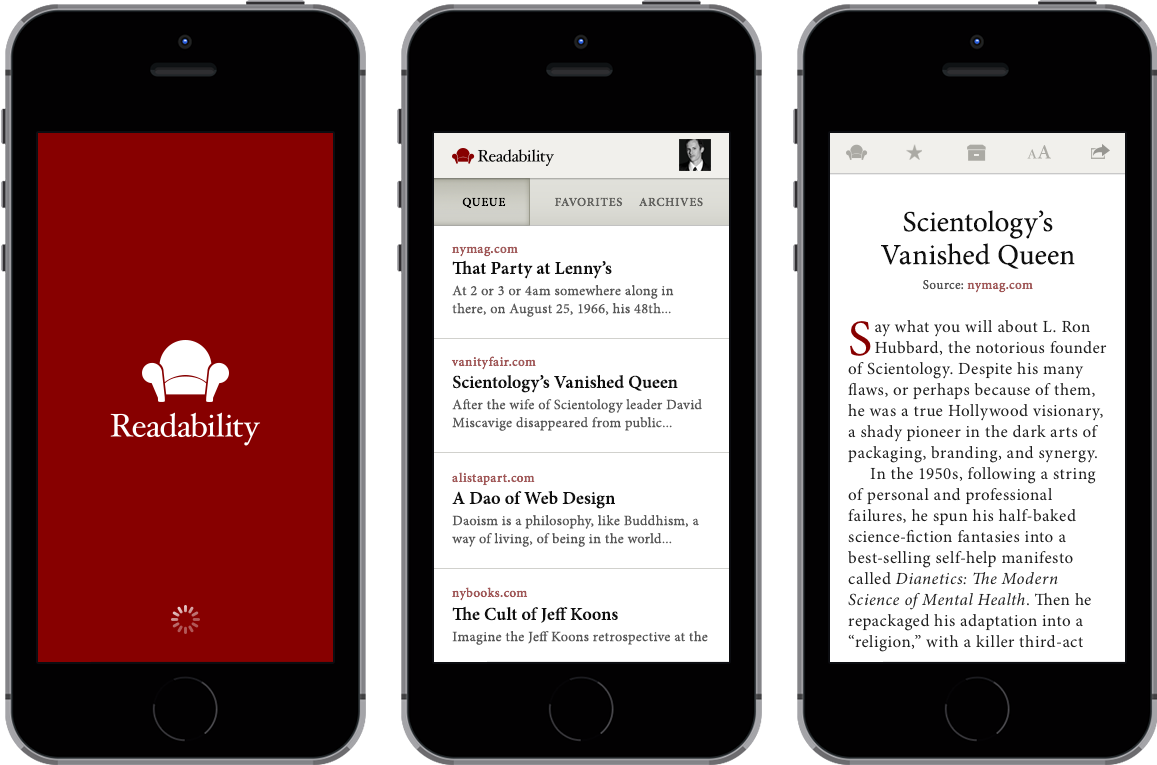 Readability
Readability
QUEUE
FAVORITES
ARCHIVES
nymag.com
That Party at Lenny’s
At 2 or 3 or 4am somewhere along in
there, on August 25, 1966, his 48th...
vanityfair.com
Scientology’s Vanished Queen
After the wife of Scientology leader David
Miscavige disappeared from public...
alistapart.com
A Dao of Web Design
Daoism is a philosophy, like Buddhism, a
way of living, of being in the world...
nybooks.com
The Cult of Jeff Koons
Imagine the Jeff Koons retrospective at the
AA
Scientology’s
Vanished Queen
Source: nymag.com
Say what you will about L. Ron
Hubbard, the notorious founder
of Scientology. Despite his many
flaws, or perhaps because of them,
he was a true Hollywood visionary,
a shady pioneer in the dark arts of
packaging, branding, and synergy.
In the 1950s, following a string
of personal and professional
failures, he spun his half-baked
science-fiction fantasies into a
best-selling self-help manifesto
called Dianetics: The Modern
Science of Mental Health. Then he
repackaged his adaptation into a
“religion,” with a killer third-act